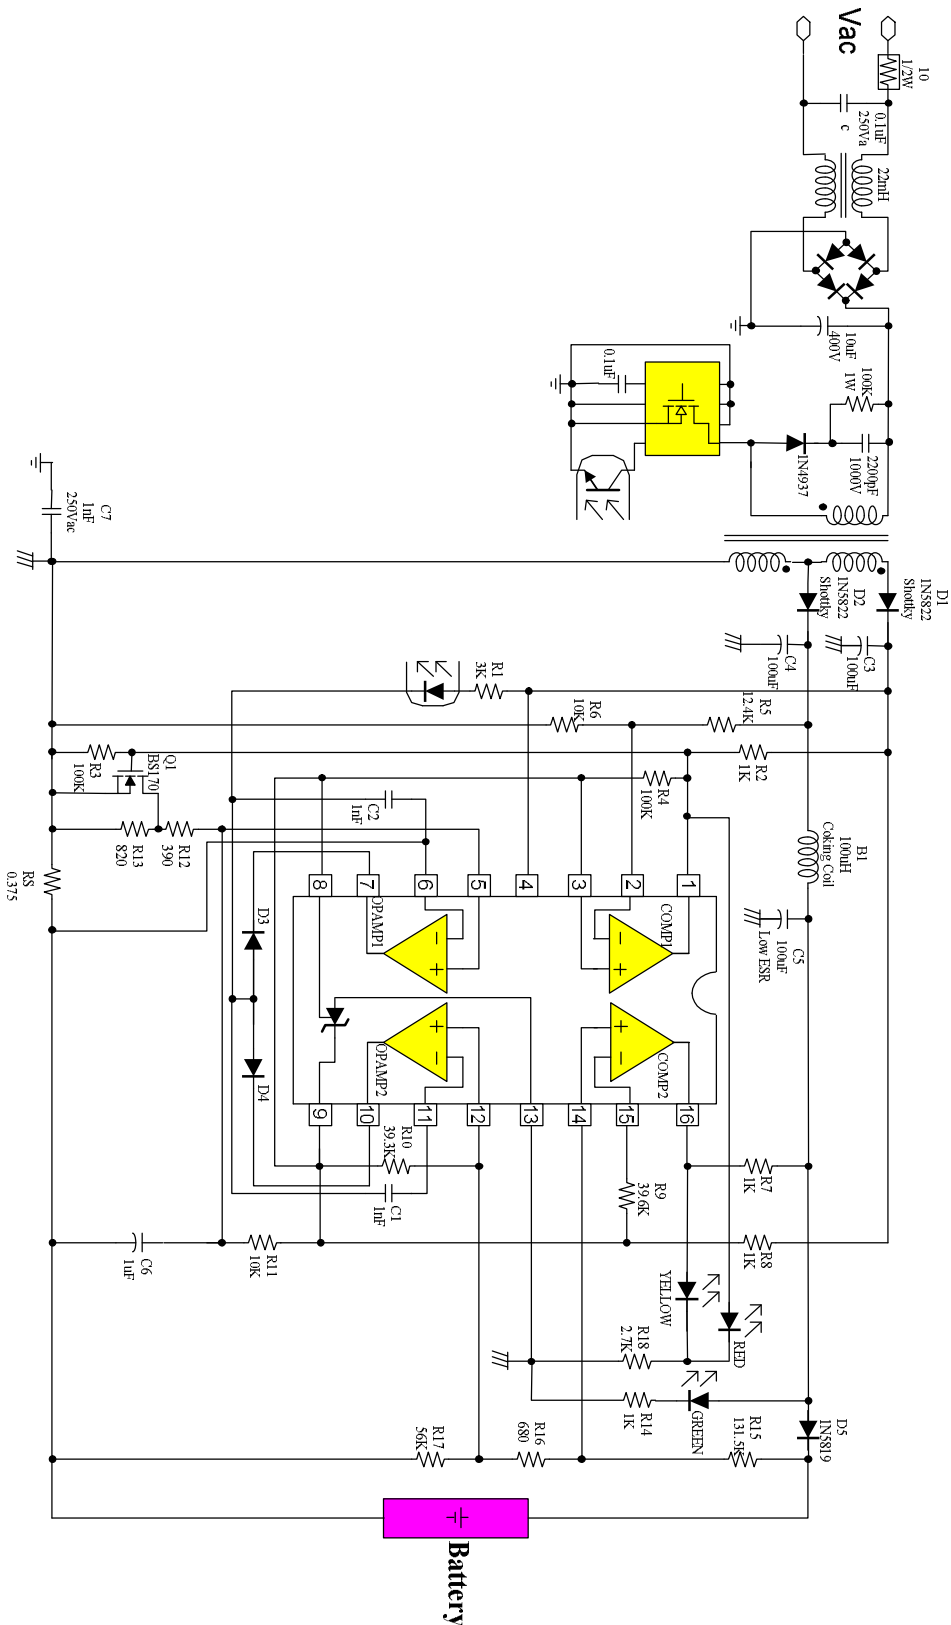 Vac
10
1/2W
0.1uF
250Va
c
22mH
10uF
400V
100K
1W
2200pF
1000V
1N4937
0.1uF
C7
1nF
250Vac
D1
1N5822
Shottky
D2
1N5822
Shottky
C3
100uF
C4
100uF
R1
3K
R5
12.4K
R6
10K
R2
1K
R3
100K
Q1
BS170
R4
100K
C2
1nF
R12
390
R13
820
RS
0.375
B1
100uH
Coking Coil
C5
100uF
Low ESR
1
2
3
4
5
6
7
8
COMP1
OPAMP1
COMP2
OPAMP2
-
+
-
+
+
-
+
-
16
15
14
13
12
11
10
9
D3
D4
R7
1K
R8
1K
R9
39.6K
R10
39.3K
C1
1nF
R11
10K
C6
1uF
YELLOW
RED
GREEN
R18
2.7K
R14
1K
D5
1N5819
R15
131.5K
R16
680
R17
56K
Battery